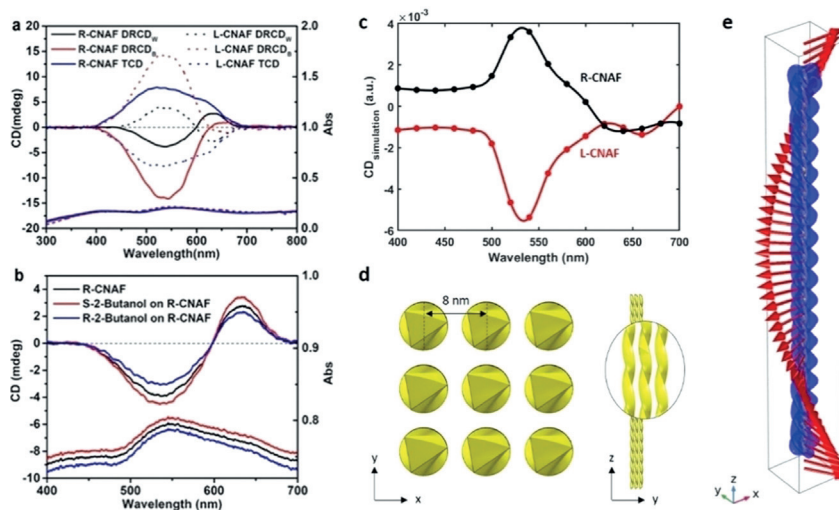 a
R-CNAF DRCD_W
L-CNAF DRCD_W
R-CNAF DRCD_B
L-CNAF DRCD_B
R-CNAF TCD
L-CNAF TCD
CD(mdeg)
20
15
10
5
0
-5
-10
-15
-20
Abs
2.0
1.5
1.0
0.5
0.0
300 400 500 600 700 800
Wavelength(nm)
b
R-CNAF
S-2-Butanol on R-CNAF
R-2-Butanol on R-CNAF
CD (mdeg)
4
2
0
-2
-4
-6
-8
-10
Abs
1.0
0.9
0.8
0.7
400 500 600 700
Wavelength (nm)
c
×10⁻³
CD_simulation (a.u.)
4
2
0
-2
-4
-6
R-CNAF
L-CNAF
400 450 500 550 600 650 700
Wavelength (nm)
d
8 nm
y
x
z
y
e
z
y
x